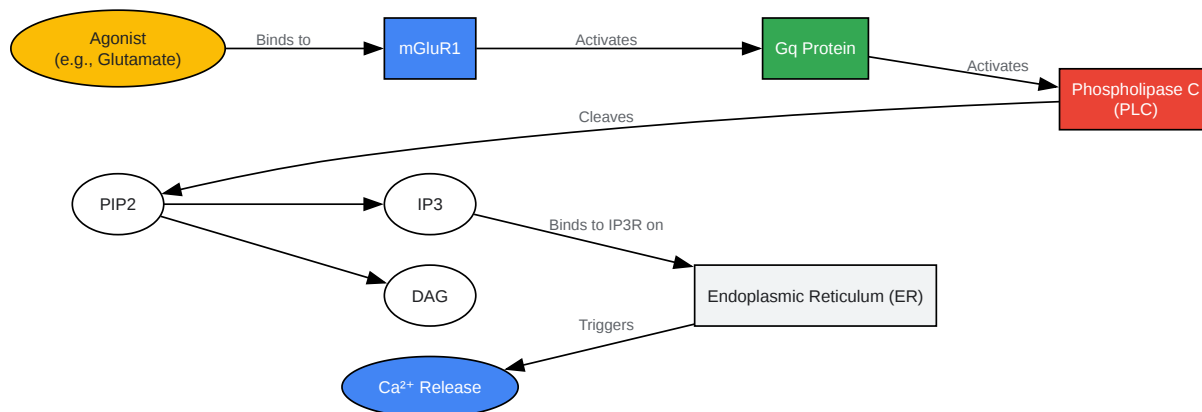 Agonist
(e.g., Glutamate)
Binds to
mGluR1
Activates
Gq Protein
Activates
Phospholipase C
(PLC)
Cleaves
PIP2
IP3
Binds to IP3R on
DAG
Endoplasmic Reticulum (ER)
Triggers
Ca²⁺ Release